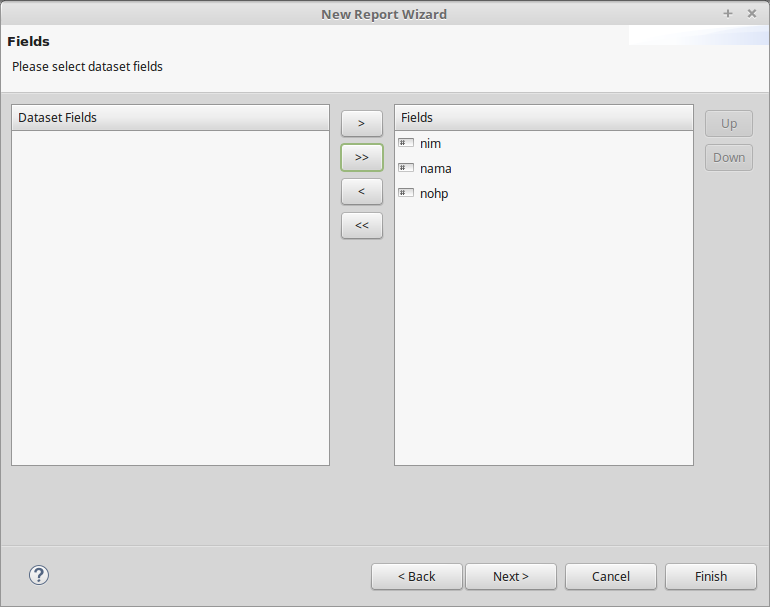 New Report Wizard
Fields
Please select dataset fields
Dataset Fields
>
>>
<
<<
Fields
nim
nama
nohp
Up
Down
?
< Back
Next >
Cancel
Finish